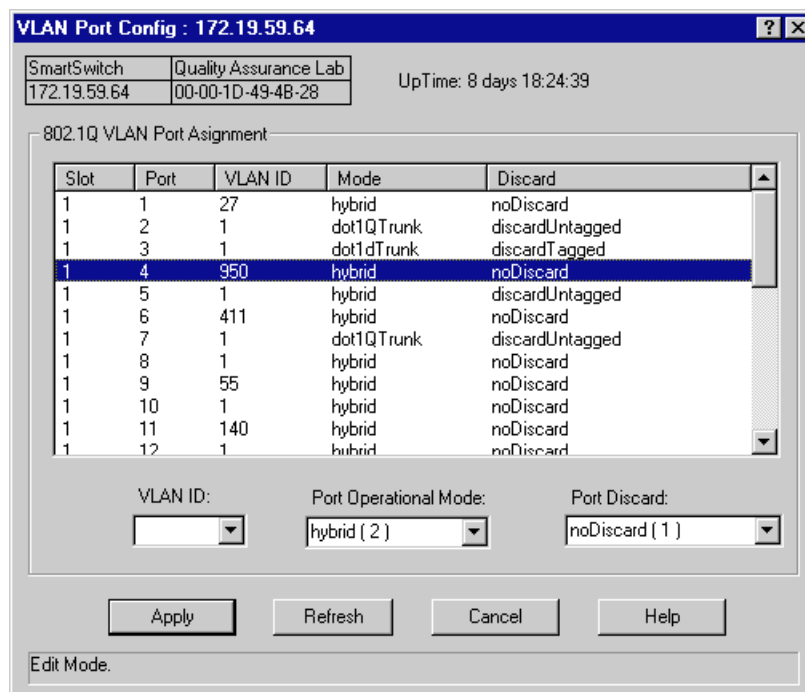 VLAN Port Config : 172.19.59.64
SmartSwitch Quality Assurance Lab
172.19.59.64 00-00-1D-49-4B-28
UpTime: 8 days 18:24:39
802.1Q VLAN Port Asignment
Slot Port VLAN ID Mode Discard
1 1 27 hybrid noDiscard
1 2 1 dot1QTrunk discardUntagged
1 3 1 dot1dTrunk discardTagged
1 4 950 hybrid noDiscard
1 5 1 hybrid discardUntagged
1 6 411 hybrid noDiscard
1 7 1 dot1QTrunk discardUntagged
1 8 1 hybrid noDiscard
1 9 55 hybrid noDiscard
1 10 1 hybrid noDiscard
1 11 140 hybrid noDiscard
1 12 1 hybrid noDiscard
VLAN ID: Port Operational Mode: Port Discard:
hybrid ( 2 ) noDiscard ( 1 )
Apply Refresh Cancel Help
Edit Mode.